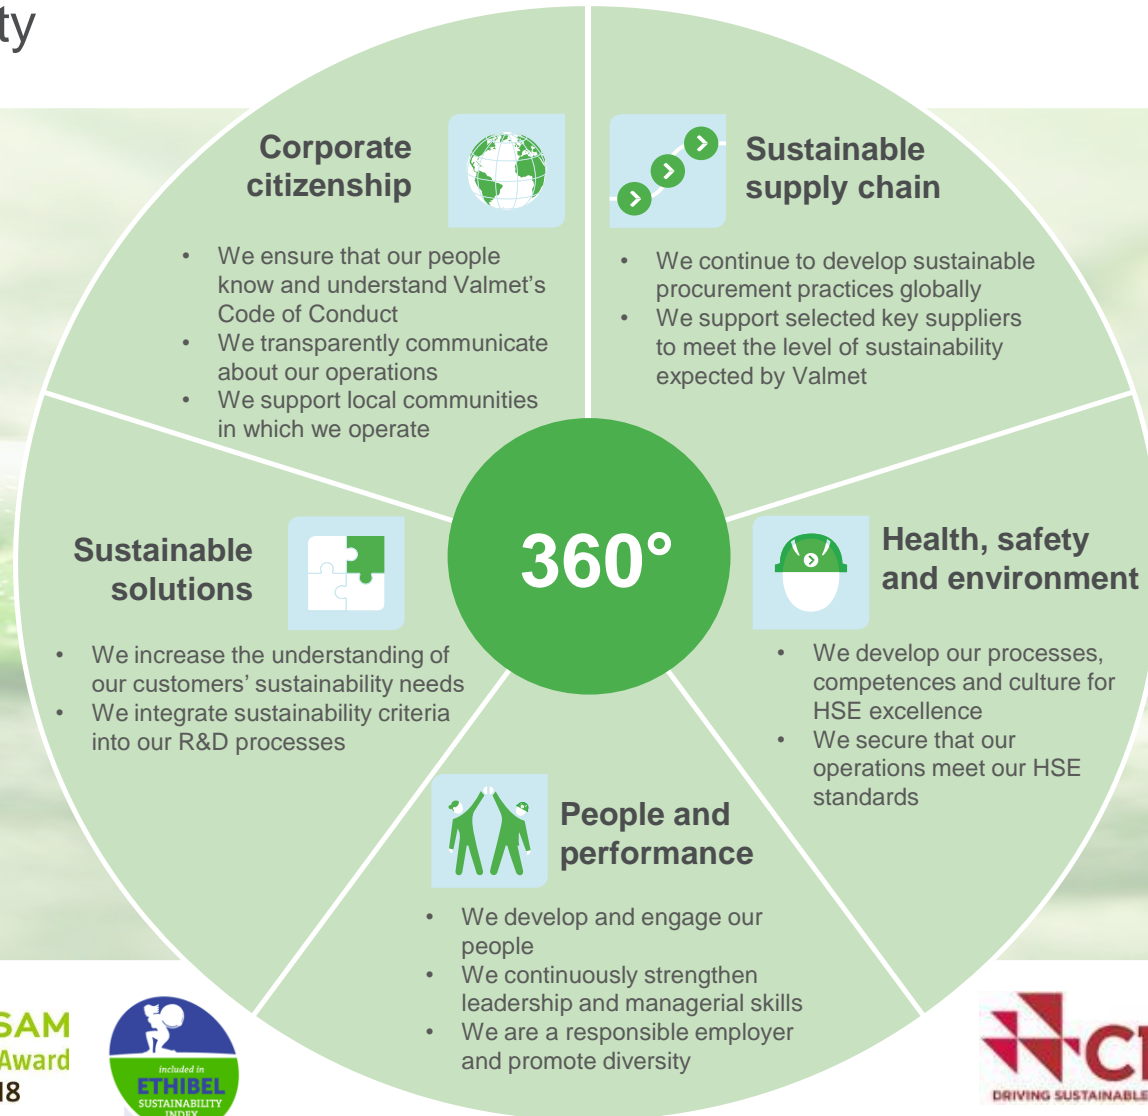 Corporate
citizenship
• We ensure that our people
know and understand Valmet's
Code of Conduct
• We transparently communicate
about our operations
• We support local communities
in which we operate
Sustainable
supply chain
• We continue to develop sustainable
procurement practices globally
• We support selected key suppliers
to meet the level of sustainability
expected by Valmet
Sustainable
solutions
• We increase the understanding of
our customers' sustainability needs
• We integrate sustainability criteria
into our R&D processes
360°
Health, safety
and environment
• We develop our processes,
competences and culture for
HSE excellence
• We secure that our
operations meet our HSE
standards
People and
performance
• We develop and engage our
people
• We continuously strengthen
leadership and managerial skills
• We are a responsible employer
and promote diversity
SAM
Award
included in
ETHIBEL
SUSTAINABILITY
INDEX
DRIVING SUSTAINABLE